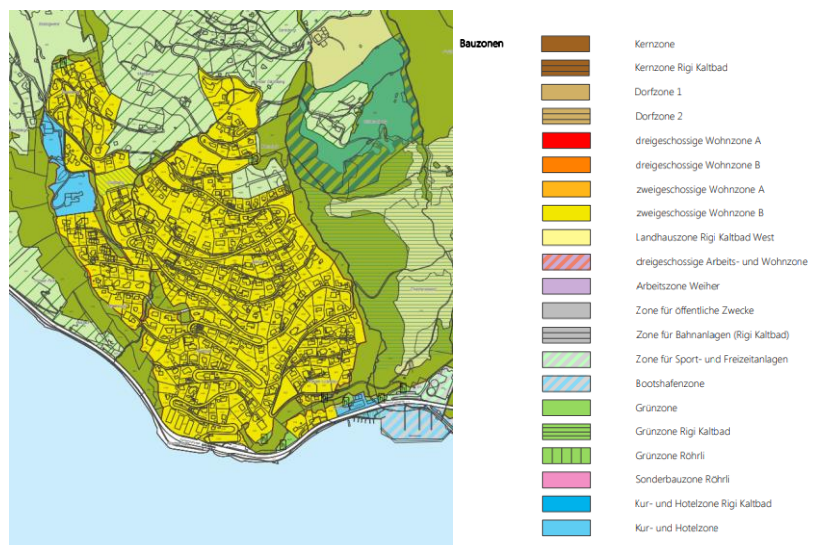 Bauzonen
Kernzone
Kernzone Rigi Kaltbad
Dorfzone 1
Dorfzone 2
dreigeschossige Wohnzone A
dreigeschossige Wohnzone B
zweigeschossige Wohnzone A
zweigeschossige Wohnzone B
Landhauszone Rigi Kaltbad West
dreigeschossige Arbeits- und Wohnzone
Arbeitszone Weiher
Zone für öffentliche Zwecke
Zone für Bahnanlagen (Rigi Kaltbad)
Zone für Sport- und Freizeitanlagen
Bootshafenzone
Grünzone
Grünzone Rigi Kaltbad
Grünzone Röhrli
Sonderbauzone Röhrli
Kur- und Hotelzone Rigi Kaltbad
Kur- und Hotelzone